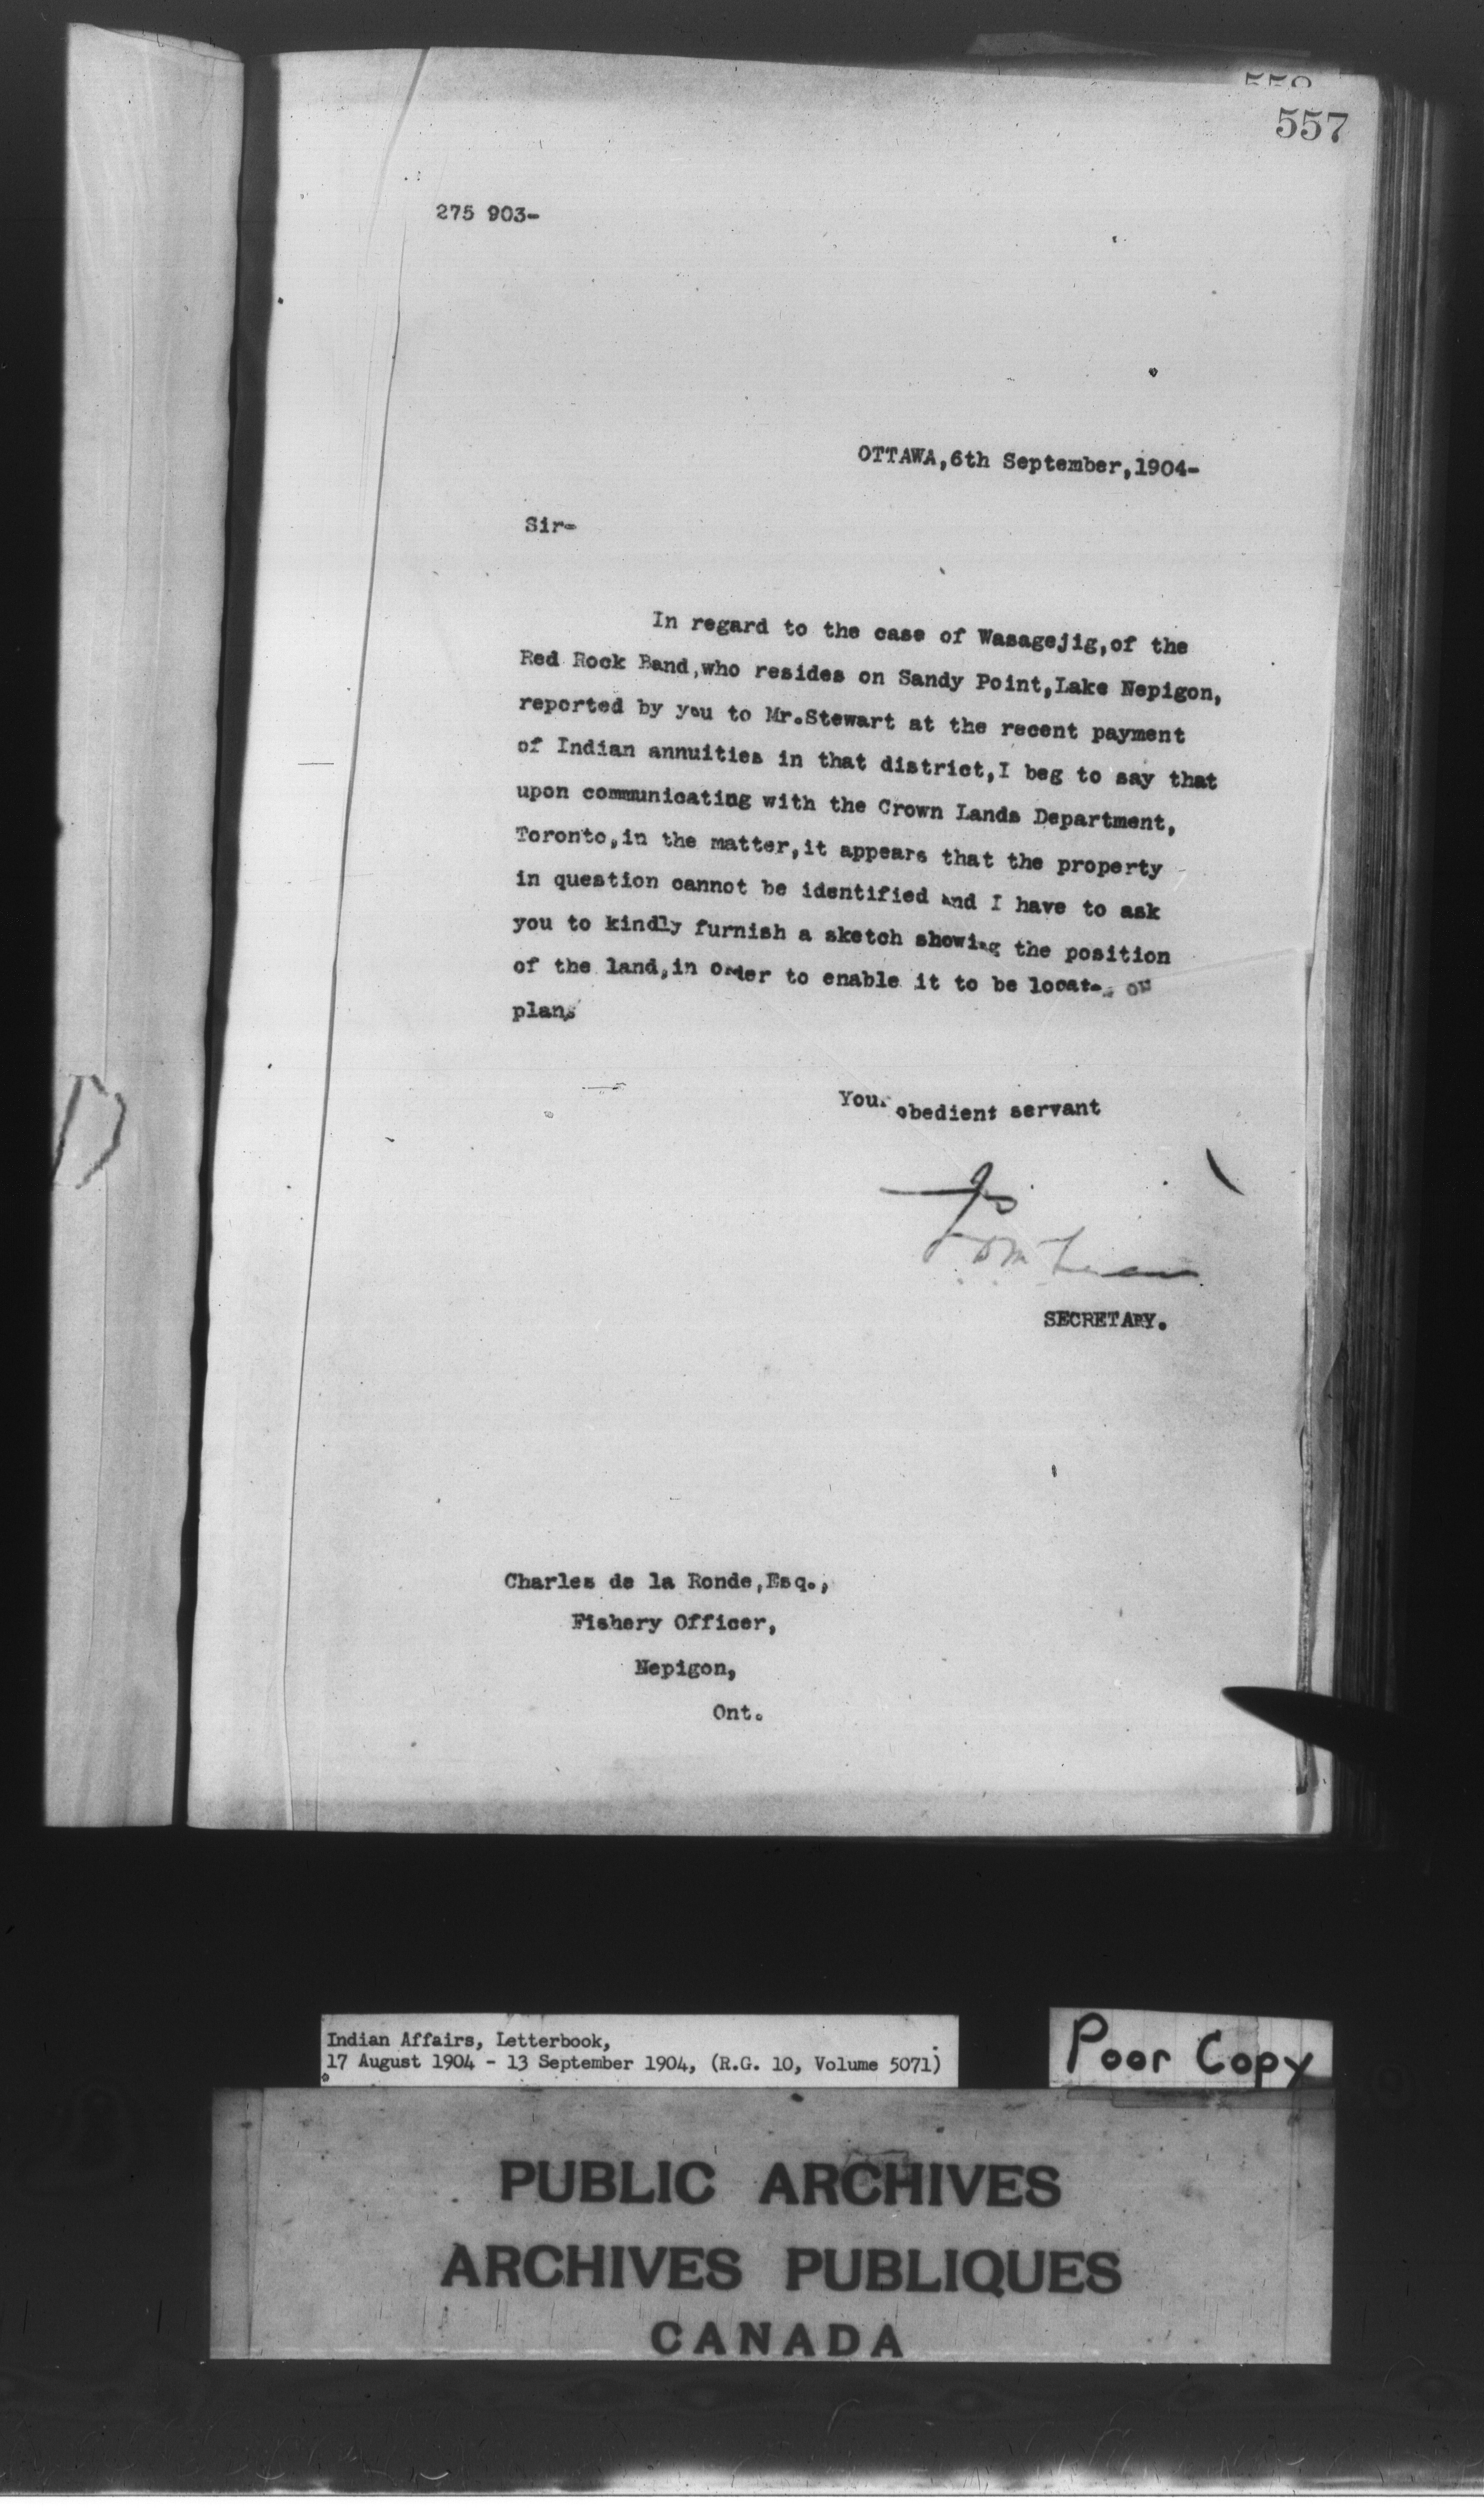 557
275 903-
OTTAWA,6th September,1904-
Sir-
In regard to the case of Wasagejig,of the
Red Rock Band,who resides on Sandy Point,Lake Nepigon,
reported by you to Mr.Stewart at the recent payment
of Indian annuities in that district,I beg to say that
upon communicating with the Crown Lands Department,
Toronto,in the matter,it appears that the property
in question cannot be identified and I have to ask
you to kindly furnish a sketch showing the position
of the land,in order to enable it to be located on
plans
Your obedient servant
SECRETARY.
Charles de la Ronde,Esq.,
Fishery Officer,
Nepigon,
Ont.
Indian Affairs, Letterbook,
17 August 1904 - 13 September 1904, (R.G. 10, Volume 5071)
Poor Copy
PUBLIC ARCHIVES
ARCHIVES PUBLIQUES
CANADA